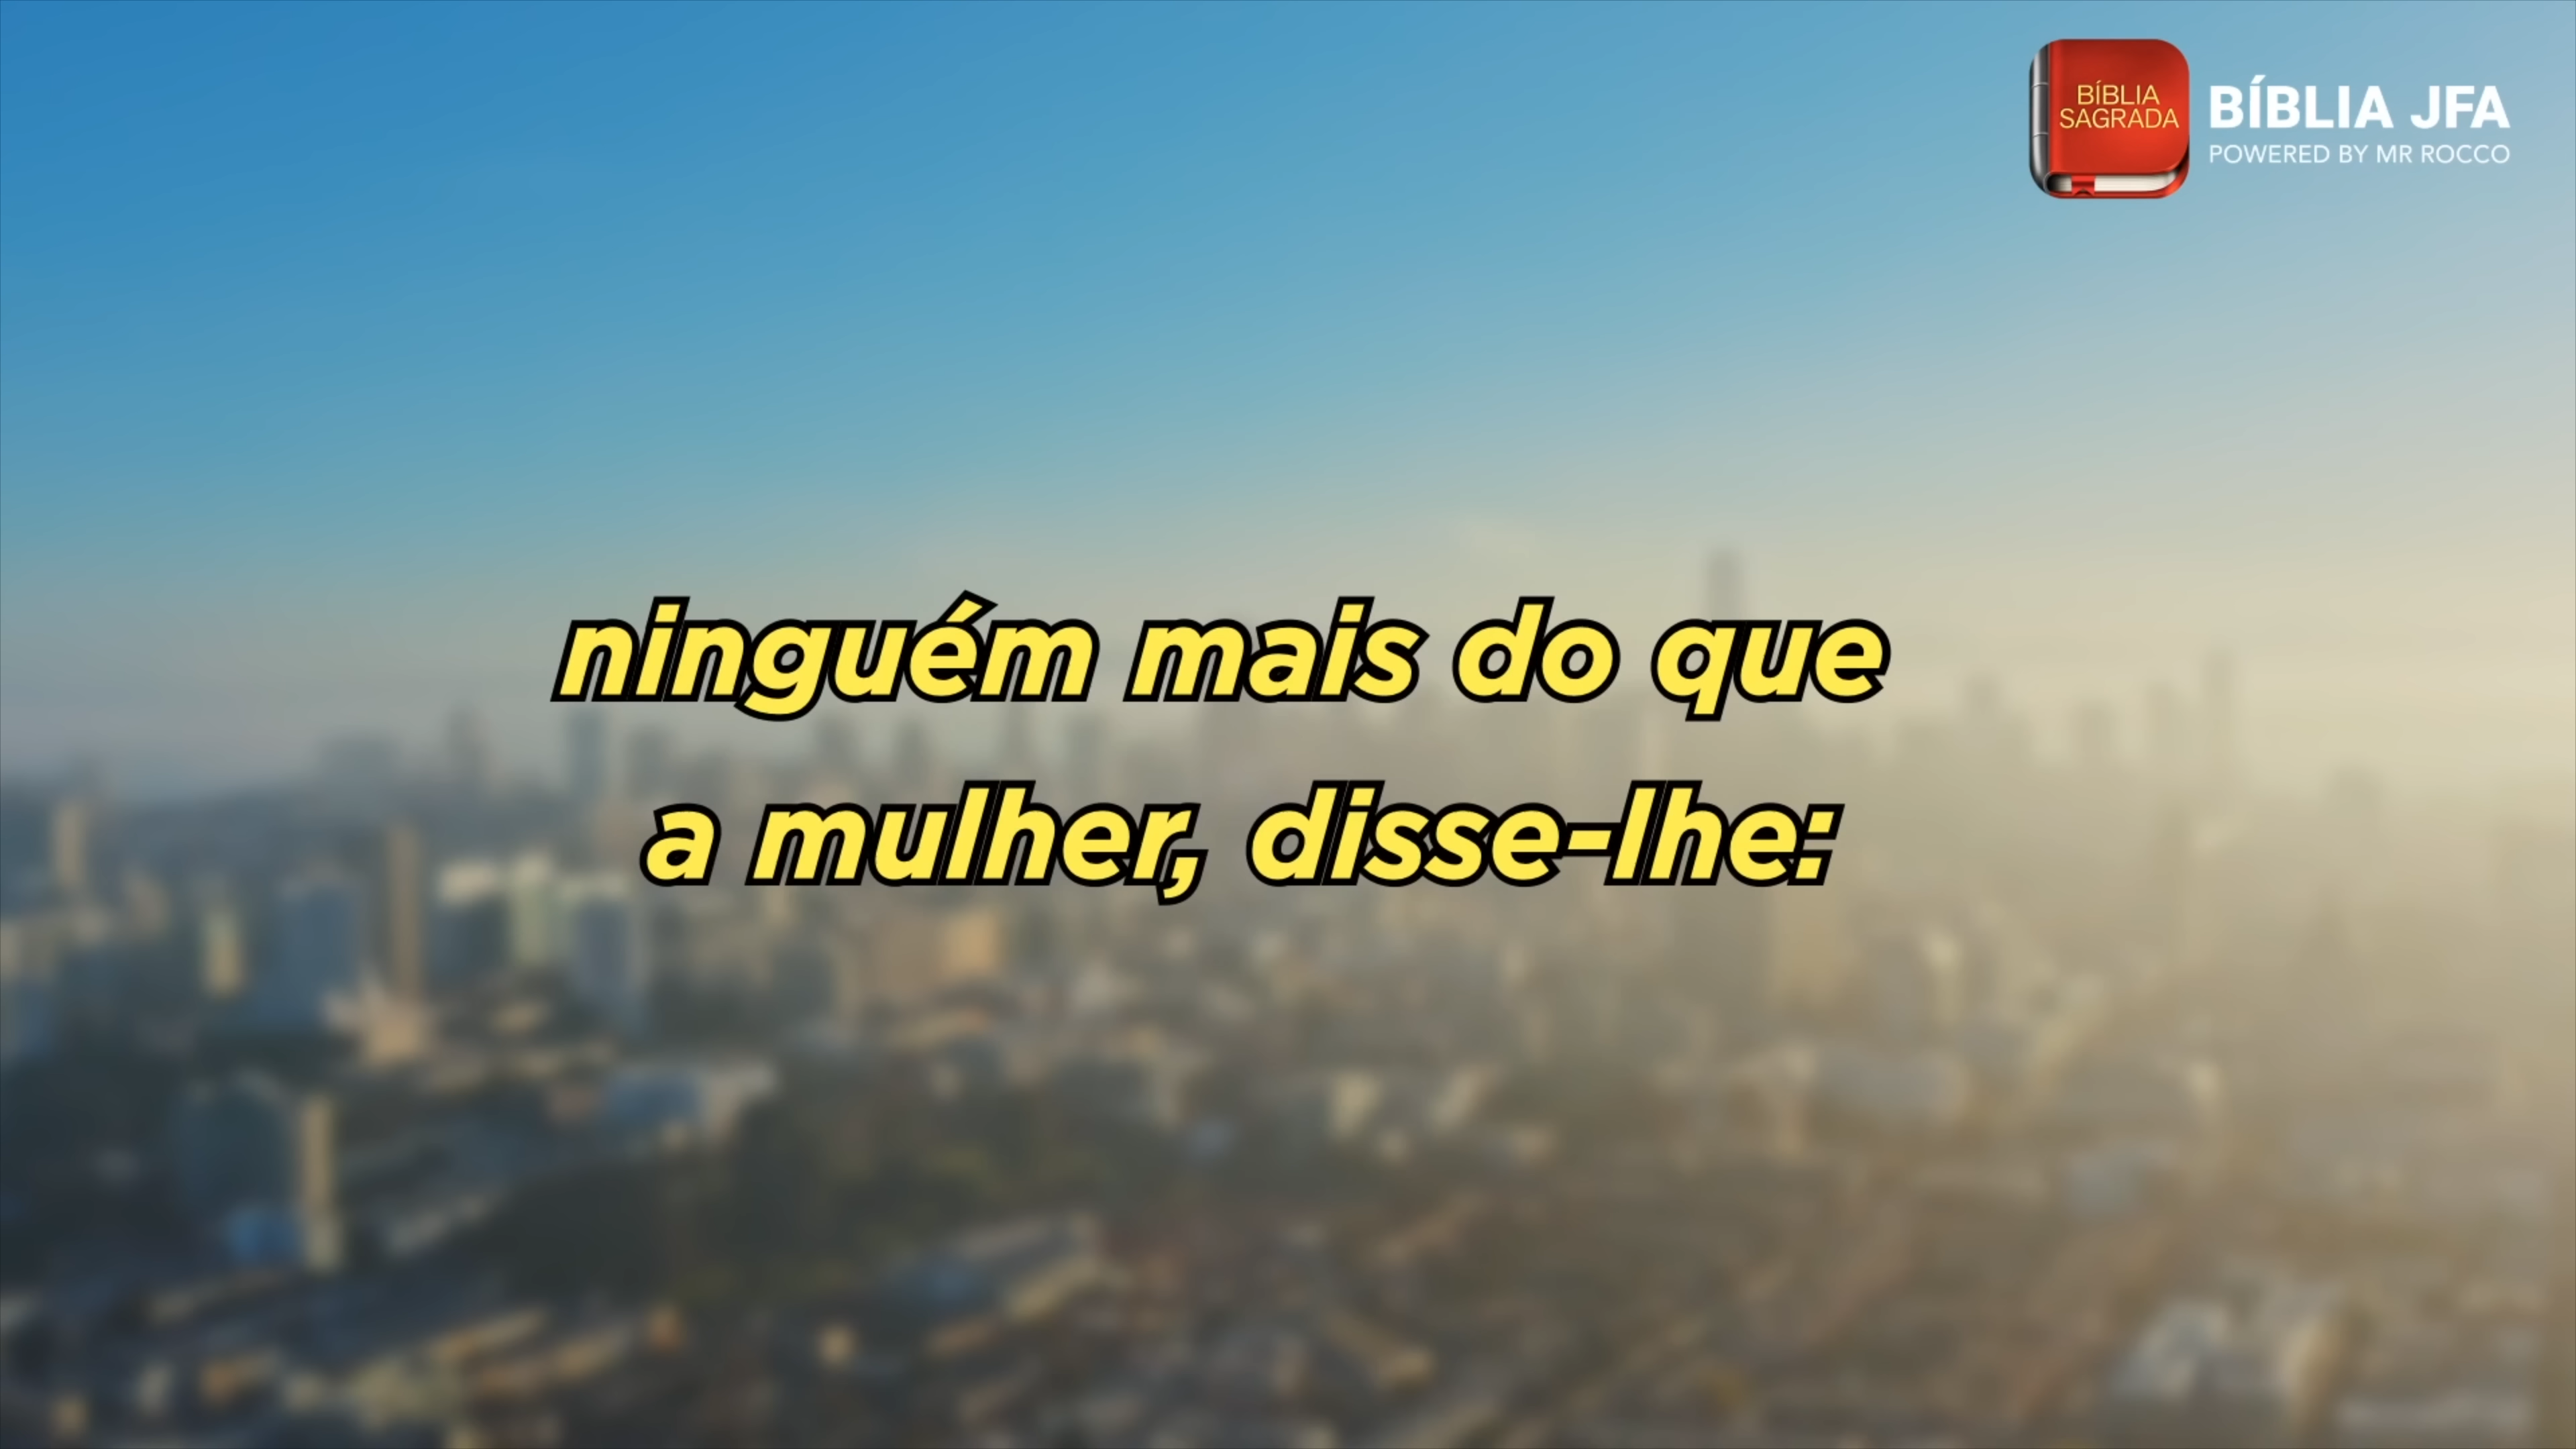 BÍBLIA
SAGRADA
BÍBLIA JFA
POWERED BY MR ROCCO
ninguém mais do que
a mulher, disse-lhe: